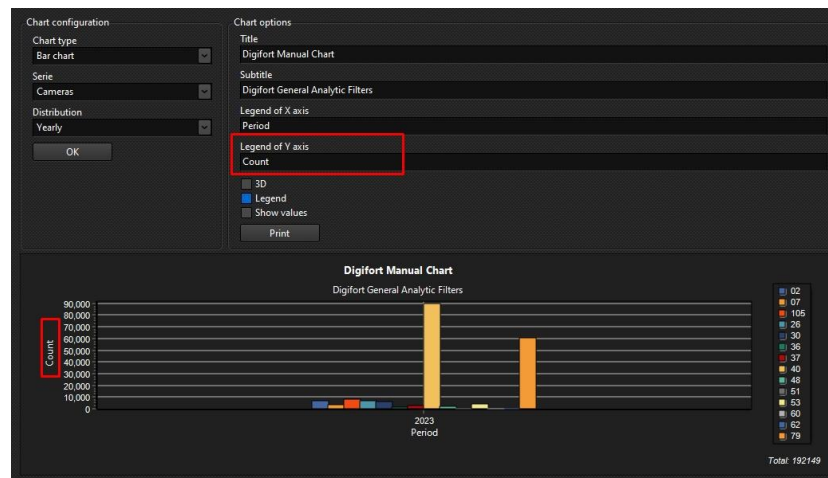 Chart configuration
Chart type
Bar chart
Serie
Cameras
Distribution
Yearly
OK
Chart options
Title
Digifort Manual Chart
Subtitle
Digifort General Analytic Filters
Legend of X axis
Period
Legend of Y axis
Count
3D
Legend
Show values
Print
Digifort Manual Chart
Digifort General Analytic Filters
Count
90,000
80,000
70,000
60,000
50,000
40,000
30,000
20,000
10,000
0
2023
Period
02
07
105
26
30
36
37
40
48
51
53
60
62
79
Total: 192149